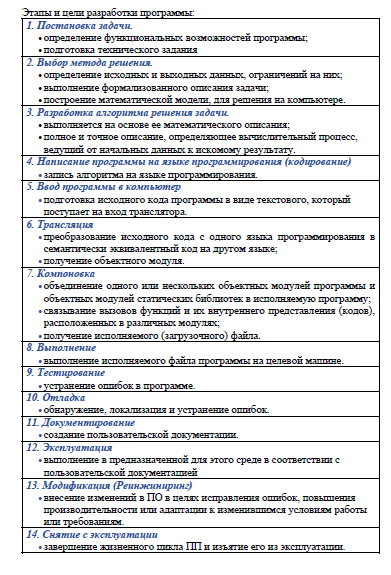 Этапы и цели разработки программы:
1. Постановка задачи.
• определение функциональных возможностей программы;
• подготовка технического задания
2. Выбор метода решения.
• определение исходных и выходных данных, ограничений на них;
• выполнение формализованного описания задачи;
• построение математической модели, для решения на компьютере.
3. Разработка алгоритма решения задачи.
• выполняется на основе ее математического описания;
• полное и точное описание, определяющее вычислительный процесс,
ведущий от начальных данных к искомому результату.
4. Написание программы на языке программирования (кодирование)
• запись алгоритма на языке программирования.
5. Ввод программы в компьютер
• подготовка исходного кода программы в виде текстового, который
поступает на вход транслятора.
6. Трансляция
• преобразование исходного кода с одного языка программирования в
семантически эквивалентный код на другом языке;
• получение объектного модуля.
7. Компоновка
• объединение одного или нескольких объектных модулей программы и
объектных модулей статических библиотек в исполняемую программу;
• связывание вызовов функций и их внутреннего представления (кодов),
расположенных в различных модулях;
• получение исполняемого (загрузочного) файла.
8. Выполнение
• выполнение исполняемого файла программы на целевой машине.
9. Тестирование
• устранение ошибок в программе.
10. Отладка
• обнаружение, локализация и устранение ошибок.
11. Документирование
• создание пользовательской документации.
12. Эксплуатация
• выполнение в предназначенной для этого среде в соответствии с
пользовательской документацией
13. Модификация (Реинжиниринг)
• внесение изменений в ПО в целях исправления ошибок, повышения
производительности или адаптации к изменившимся условиям работы
или требованиям.
14. Снятие с эксплуатации
• завершение жизненного цикла ПП и изъятие его из эксплуатации.